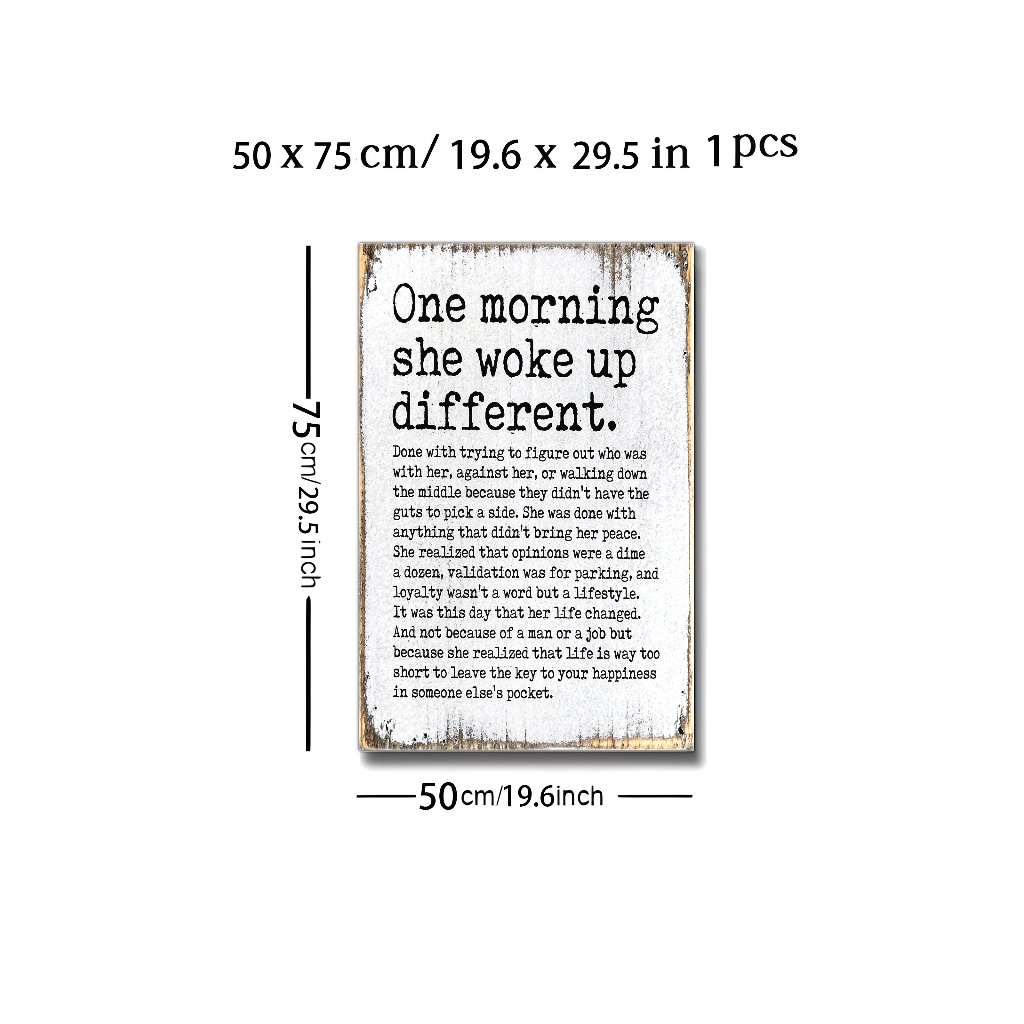 50 x 75 cm/ 19.6 x 29.5 in 1 pcs
One morning
she woke up
different.
Done with trying to figure out who was
with her, against her, or walking down
the middle because they didn't have the
guts to pick a side. She was done with
anything that didn't bring her peace.
She realized that opinions were a dime
a dozen, validation was for parking, and
loyalty wasn't a word but a lifestyle.
It was this day that her life changed.
And not because of a man or a job but
because she realized that life is way too
short to leave the key to your happiness
in someone else's pocket.
75cm/29.5inch
50cm/19.6inch